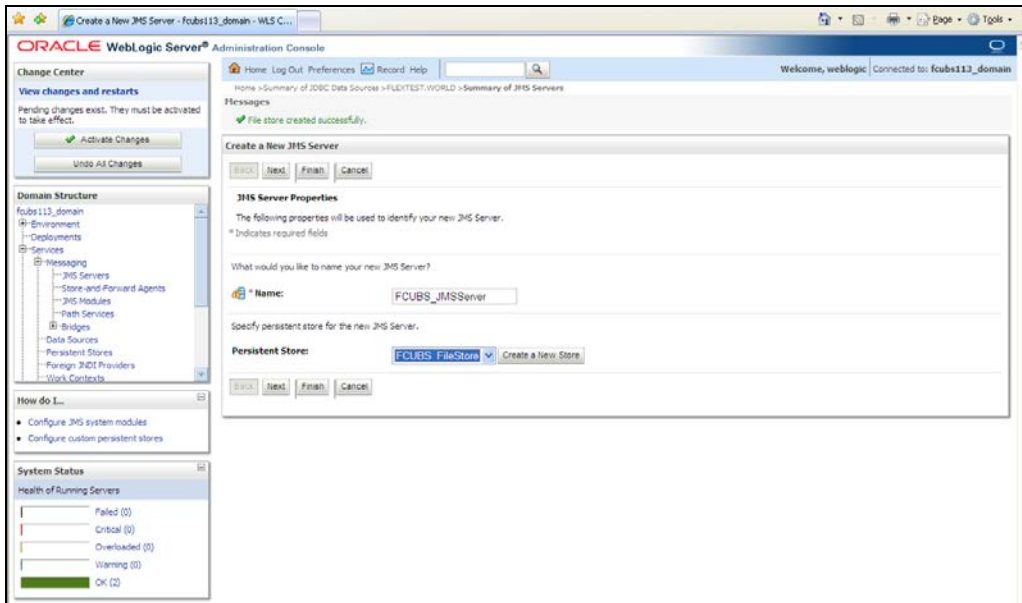 Create a New JMS Server - fcubs113_domain - WLS C...
Page
Tools
ORACLE WebLogic Server® Administration Console
Change Center
View changes and restarts
Pending changes exist. They must be activated
to take effect.
Activate Changes
Undo All Changes
Domain Structure
fcubs113_domain
Environment
Deployments
Services
Messaging
JMS Servers
Store-and-Forward Agents
JMS Modules
Path Services
Bridges
Data Sources
Persistent Stores
Foreign JNDI Providers
Work Contexts
How do I...
Configure JMS system modules
Configure custom persistent stores
System Status
Health of Running Servers
Failed (0)
Critical (0)
Overloaded (0)
Warning (0)
OK (2)
Home Log Out Preferences Record Help
Welcome, weblogic Connected to: fcubs113_domain
Home >Summary of JDBC Data Sources >FLEXTEST.WORLD >Summary of JMS Servers
Messages
File store created successfully.
Create a New JMS Server
Back Next Finish Cancel
JMS Server Properties
The following properties will be used to identify your new JMS Server.
* Indicates required fields
What would you like to name your new JMS Server?
* Name: FCUBS_JMSServer
Specify persistent store for the new JMS Server.
Persistent Store: FCUBS_FileStore Create a New Store
Back Next Finish Cancel